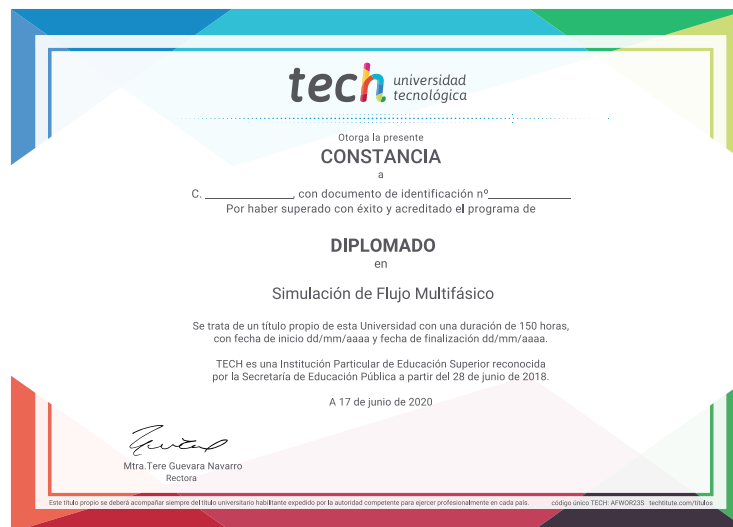 tech universidad
tecnológica
Otorga la presente
CONSTANCIA
a
C. ______________, con documento de identificación nº______________
Por haber superado con éxito y acreditado el programa de
DIPLOMADO
en
Simulación de Flujo Multifásico
Se trata de un título propio de esta Universidad con una duración de 150 horas,
con fecha de inicio dd/mm/aaaa y fecha de finalización dd/mm/aaaa.
TECH es una Institución Particular de Educación Superior reconocida
por la Secretaría de Educación Pública a partir del 28 de junio de 2018.
A 17 de junio de 2020
Mtra.Tere Guevara Navarro
Rectora
Este título propio se deberá acompañar siempre del título universitario habilitante expedido por la autoridad competente para ejercer profesionalmente en cada país. código único TECH: AFWOR23S techtitute.com/titulos